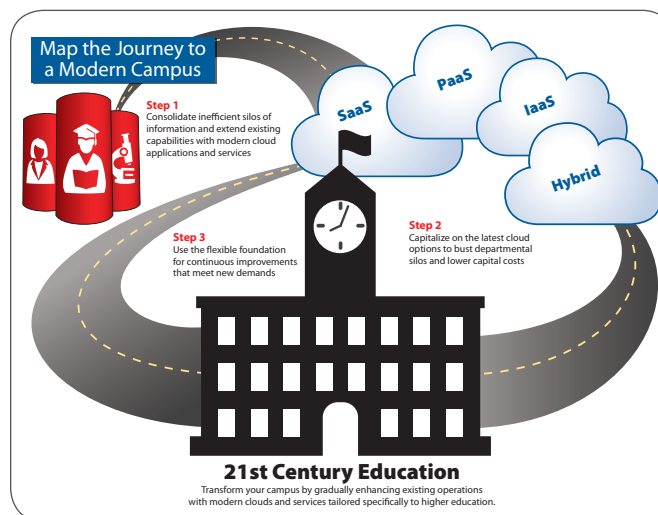 Map the Journey to
a Modern Campus
Step 1
Consolidate inefficient silos of
information and extend existing
capabilities with modern cloud
applications and services
SaaS
PaaS
IaaS
Hybrid
Step 3
Use the flexible foundation
for continuous improvements
that meet new demands
Step 2
Capitalize on the latest cloud
options to bust departmental
silos and lower capital costs
21st Century Education
Transform your campus by gradually enhancing existing operations
with modern clouds and services tailored specifically to higher education.